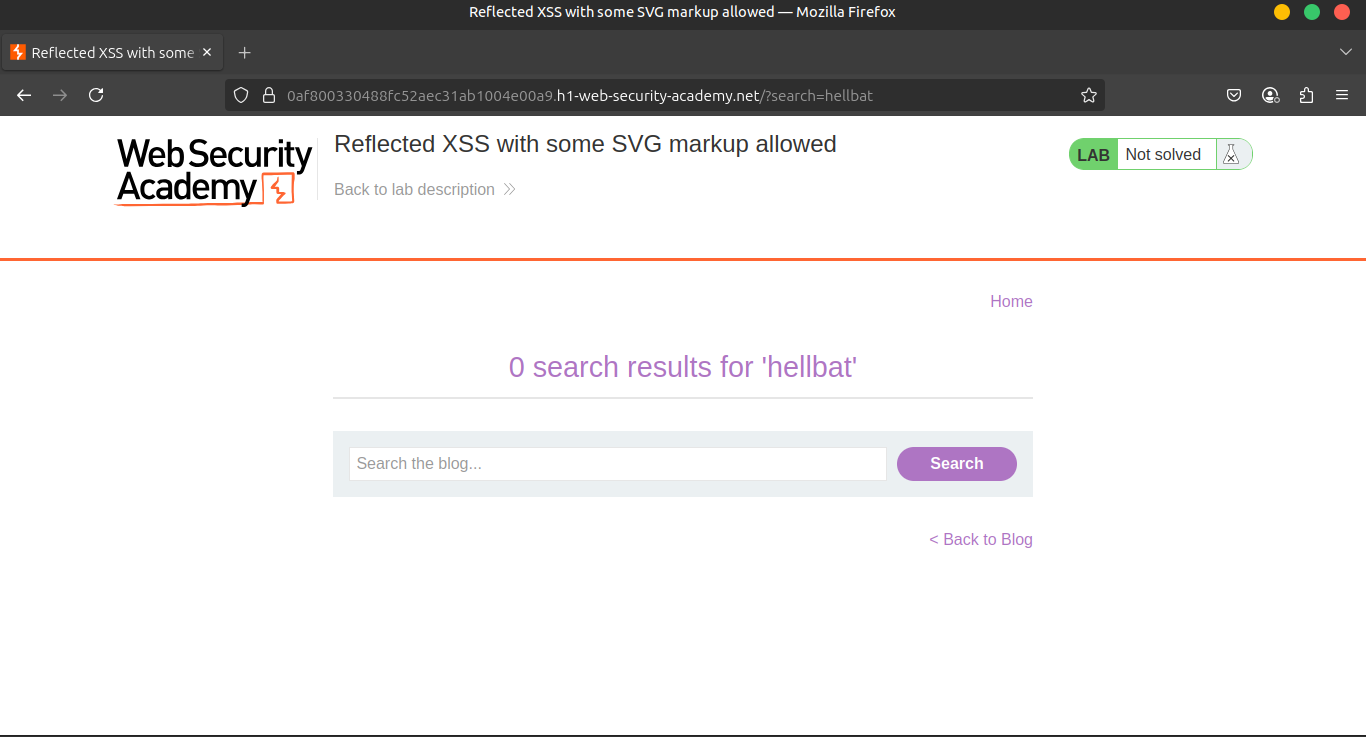 Reflected XSS with some SVG markup allowed — Mozilla Firefox
Reflected XSS with some
0af800330488fc52aec31ab1004e00a9.h1-web-security-academy.net/?search=hellbat
Web Security
Academy
Reflected XSS with some SVG markup allowed
Back to lab description
LAB Not solved
Home
0 search results for 'hellbat'
Search the blog...
Search
< Back to Blog